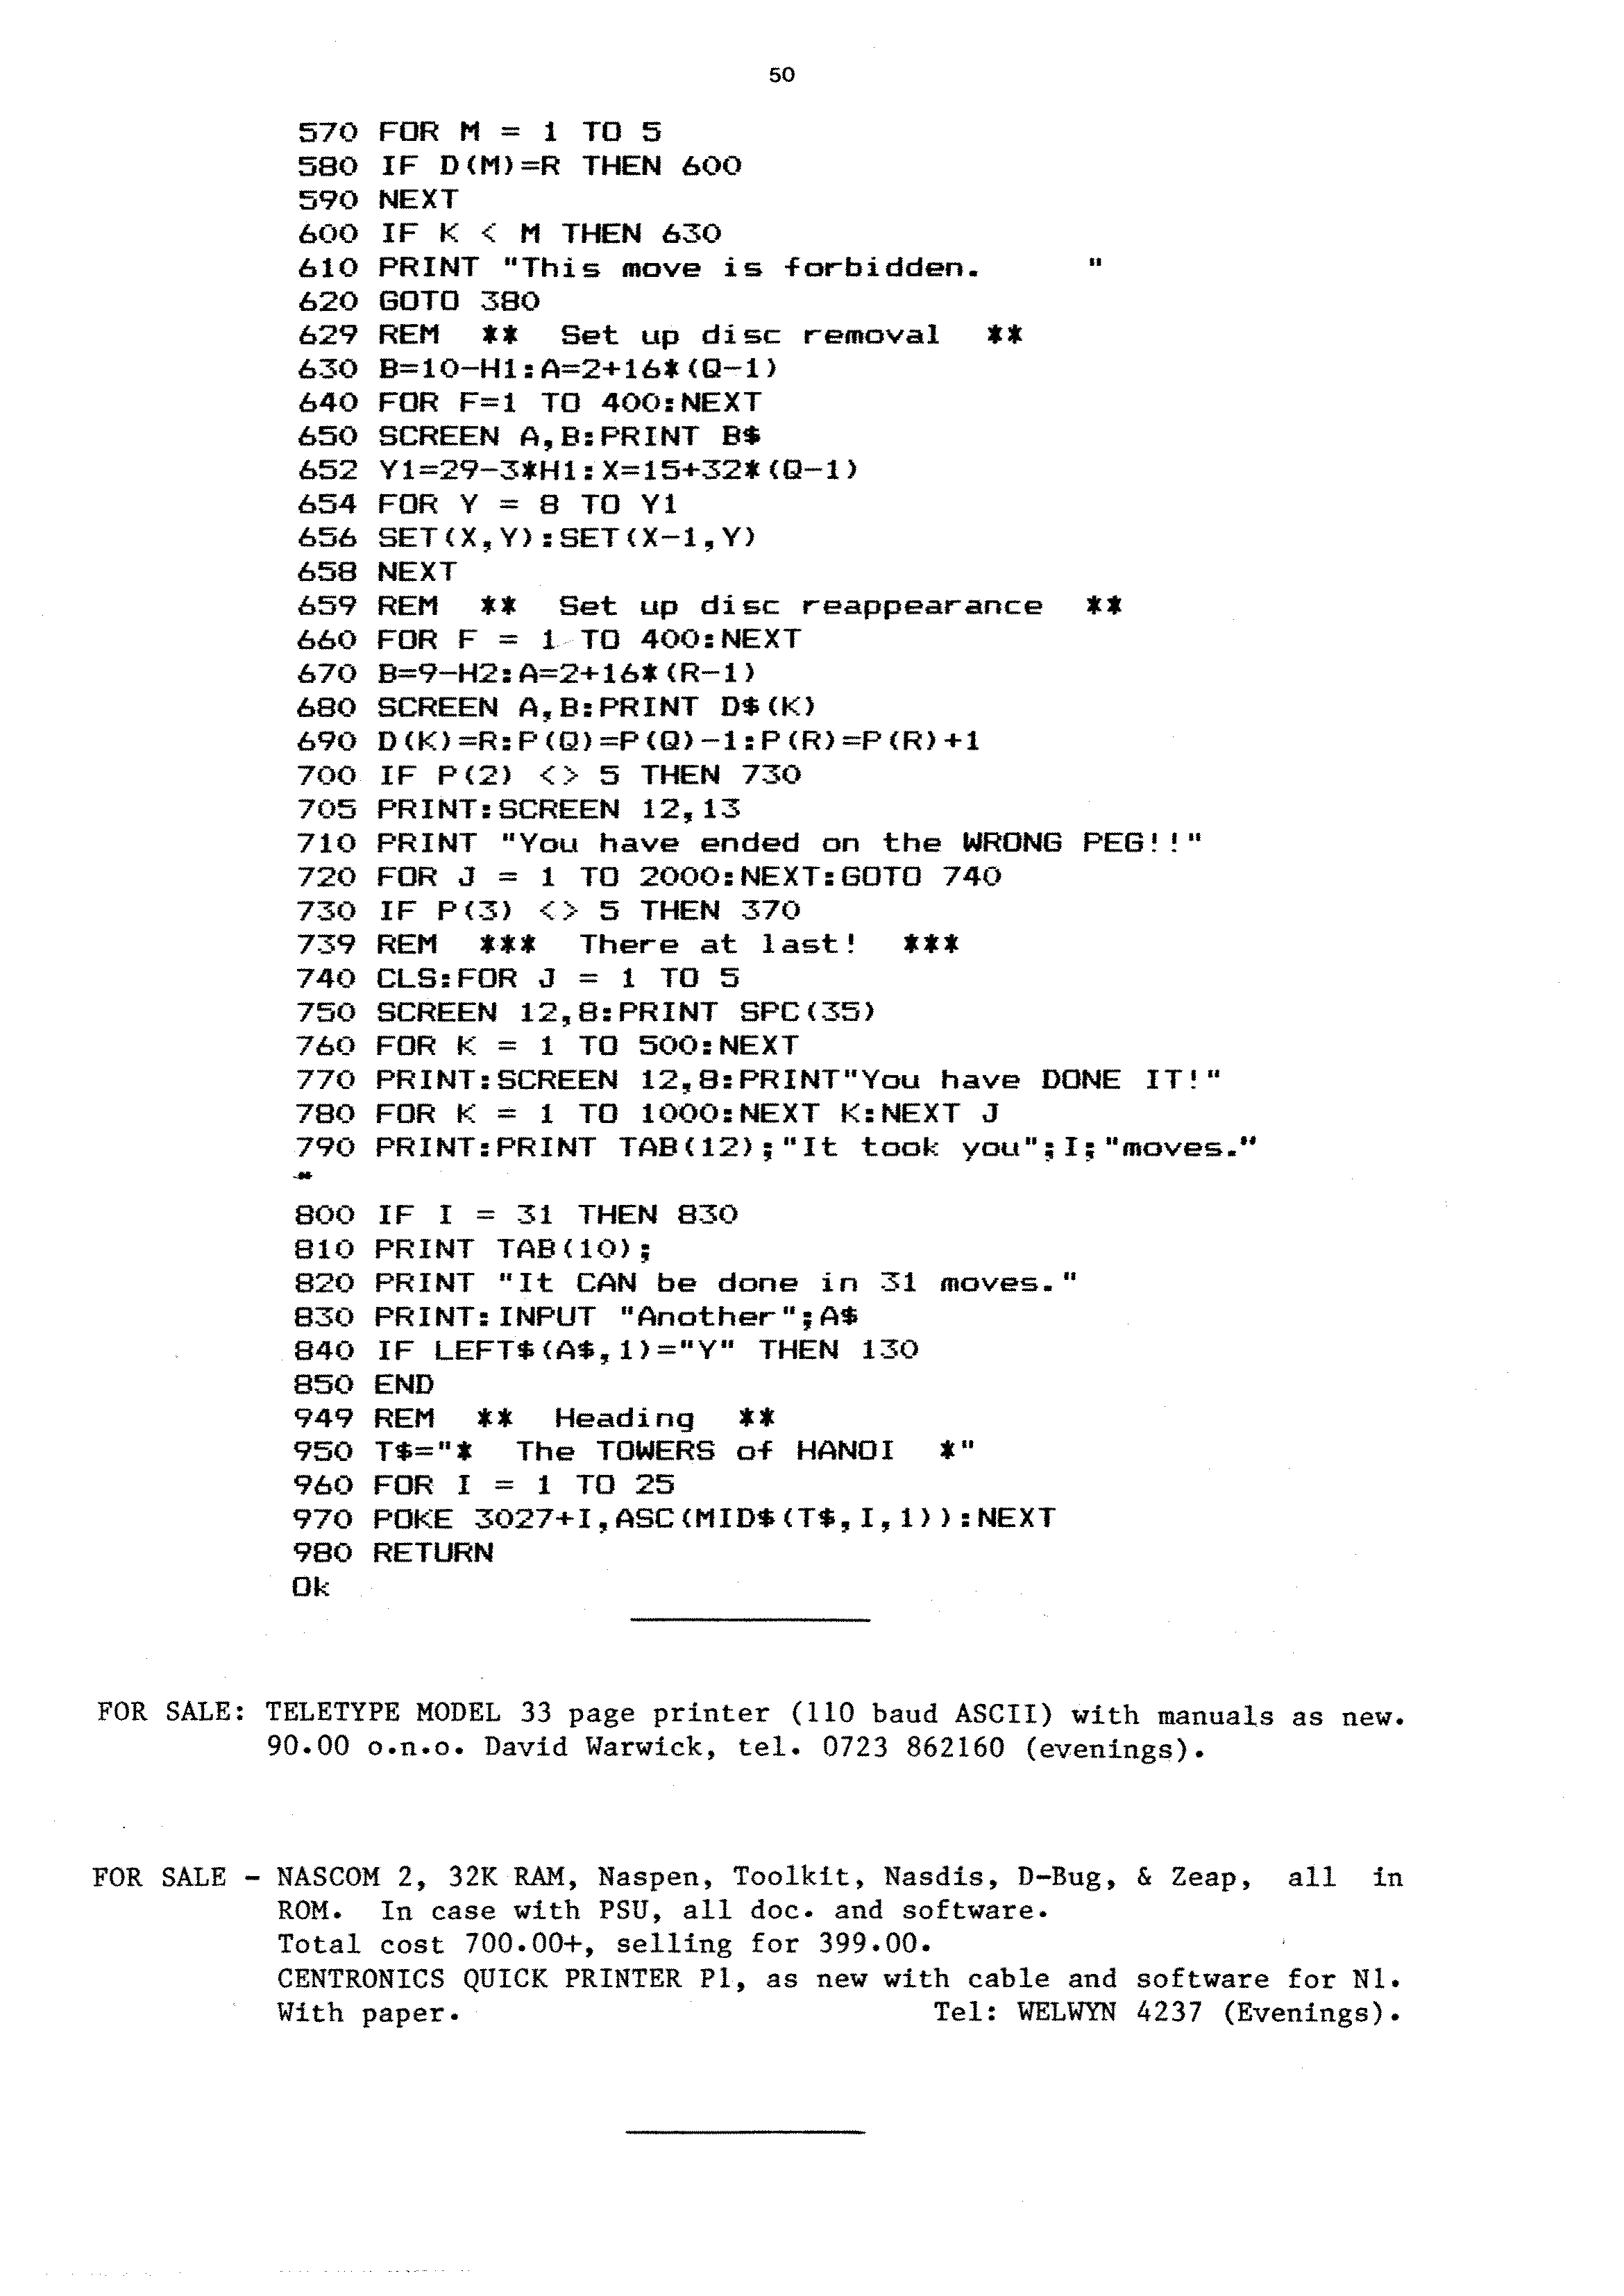 50
570 FOR M = 1 TO 5
580 IF D(M)=R THEN 600
590 NEXT
600 IF K < M THEN 630
610 PRINT "This move is forbidden.      "
620 GOTO 380
629 REM  **  Set up disc removal  **
630 B=10-H1:A=2+16*(Q-1)
640 FOR F=1 TO 400:NEXT
650 SCREEN A,B:PRINT B$
652 Y1=29-3*H1:X=15+32*(Q-1)
654 FOR Y = 8 TO Y1
656 SET(X,Y):SET(X-1,Y)
658 NEXT
659 REM  **  Set up disc reappearance  **
660 FOR F = 1 TO 400:NEXT
670 B=9-H2:A=2+16*(R-1)
680 SCREEN A,B:PRINT D$(K)
690 D(K)=R:P(Q)=P(Q)-1:P(R)=P(R)+1
700 IF P(2) <> 5 THEN 730
705 PRINT:SCREEN 12,13
710 PRINT "You have ended on the WRONG PEG!!"
720 FOR J = 1 TO 2000:NEXT:GOTO 740
730 IF P(3) <> 5 THEN 370
739 REM  ***  There at last!  ***
740 CLS:FOR J = 1 TO 5
750 SCREEN 12,8:PRINT SPC(35)
760 FOR K = 1 TO 500:NEXT
770 PRINT:SCREEN 12,8:PRINT"You have DONE IT!"
780 FOR K = 1 TO 1000:NEXT K:NEXT J
790 PRINT:PRINT TAB(12);"It took you";I;"moves."
"
800 IF I = 31 THEN 830
810 PRINT TAB(10);
820 PRINT "It CAN be done in 31 moves."
830 PRINT:INPUT "Another";A$
840 IF LEFT$(A$,1)="Y" THEN 130
850 END
949 REM  **  Heading  **
950 T$="*  The TOWERS of HANOI  *"
960 FOR I = 1 TO 25
970 POKE 3027+I,ASC(MID$(T$,I,1)):NEXT
980 RETURN
Ok
FOR SALE: TELETYPE MODEL 33 page printer (110 baud ASCII) with manuals as new.
90.00 o.n.o. David Warwick, tel. 0723 862160 (evenings).
FOR SALE - NASCOM 2, 32K RAM, Naspen, Toolkit, Nasdis, D-Bug, & Zeap, all in
ROM. In case with PSU, all doc. and software.
Total cost 700.00+, selling for 399.00.
CENTRONICS QUICK PRINTER P1, as new with cable and software for N1.
With paper. Tel: WELWYN 4237 (Evenings).